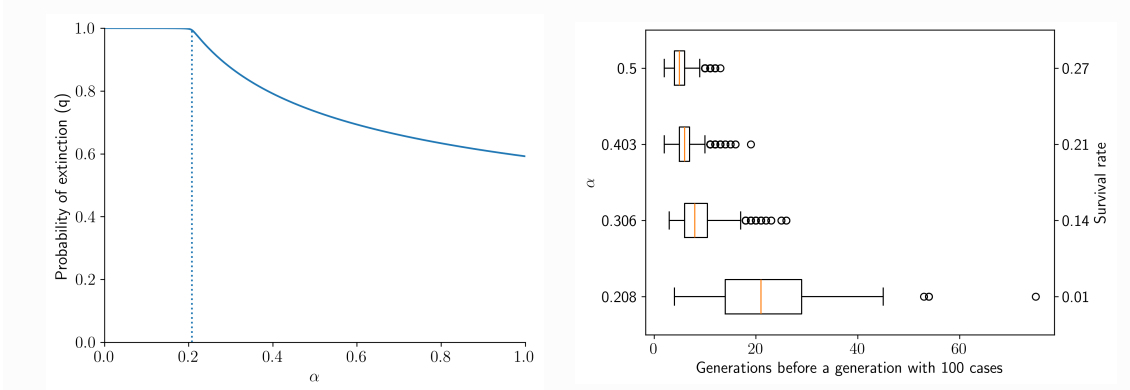 1.0
0.8
0.6
0.4
0.2
0.0
Probability of extinction (q)
0.0 0.2 0.4 0.6 0.8 1.0
α
0.5
0.403
0.306
0.208
α
0.27
0.21
0.14
0.01
Survival rate
0 20 40 60
Generations before a generation with 100 cases